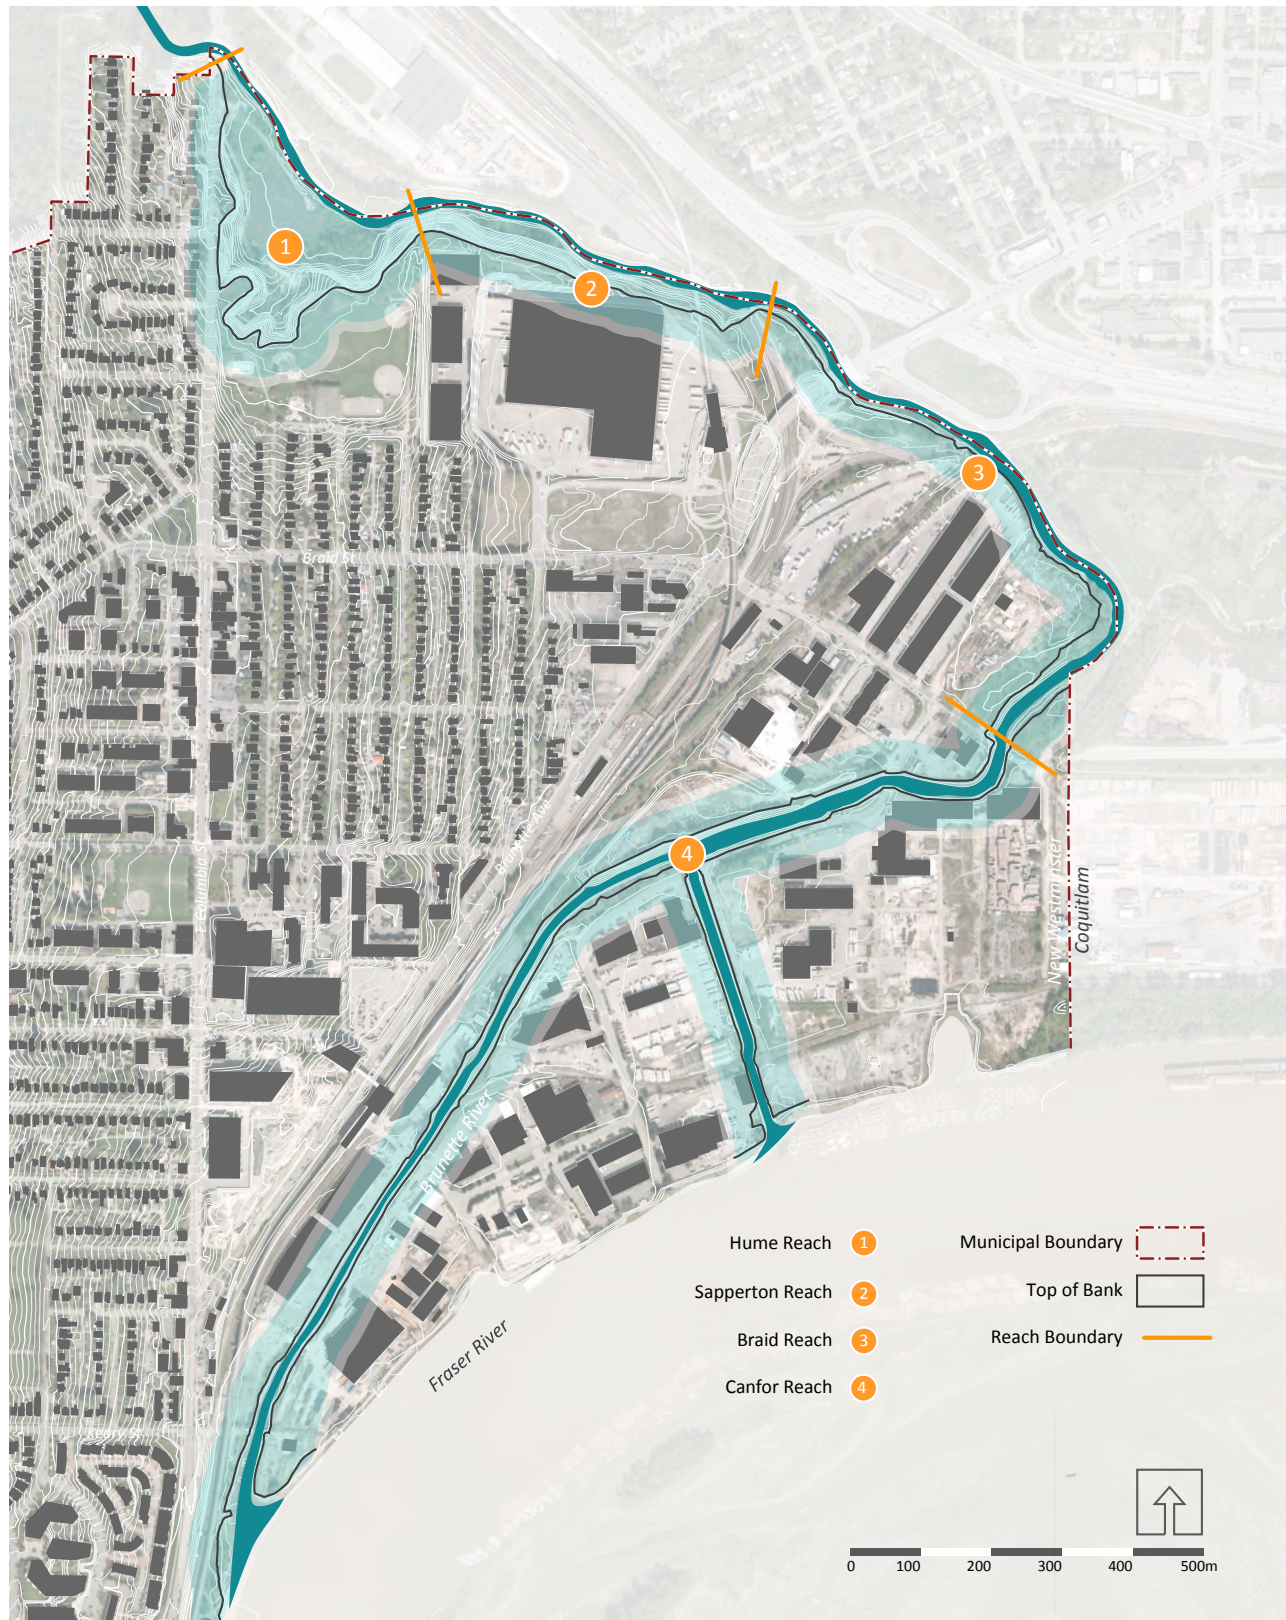 1
2
3
Braid St
Brunette Ave
4
E Columbia St
New Westminster
Coquitlam
Brunette River
Hume Reach 1
Municipal Boundary
Sapperton Reach 2
Top of Bank
Braid Reach 3
Reach Boundary
Canfor Reach 4
Fraser River
Keary St
0 100 200 300 400 500m